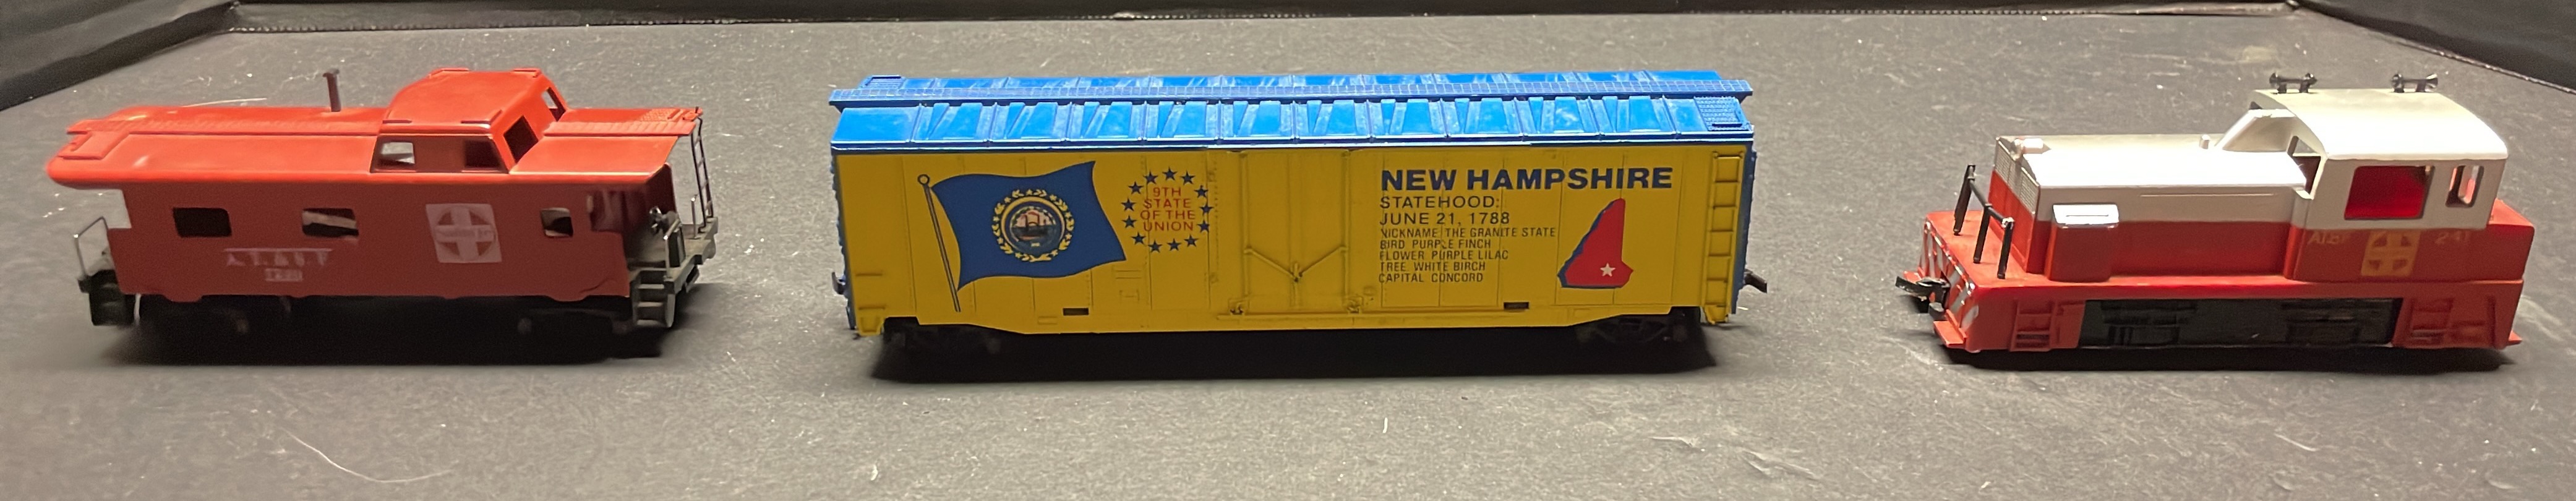 A.T.& S.F.
9TH
STATE
OF THE
UNION
NEW HAMPSHIRE
STATEHOOD:
JUNE 21, 1788
NICKNAME THE GRANITE STATE
BIRD PURPLE FINCH
FLOWER PURPLE LILAC
TREE WHITE BIRCH
CAPITAL CONCORD